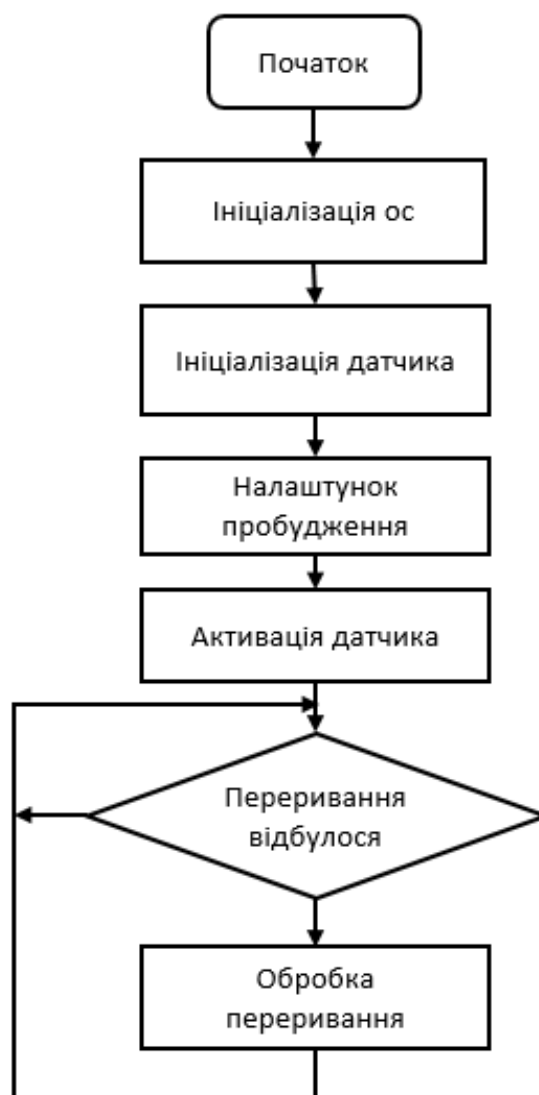 Початок
Ініціалізація ос
Ініціалізація датчика
Налаштунок
пробудження
Активація датчика
Переривання
відбулося
Обробка
переривання